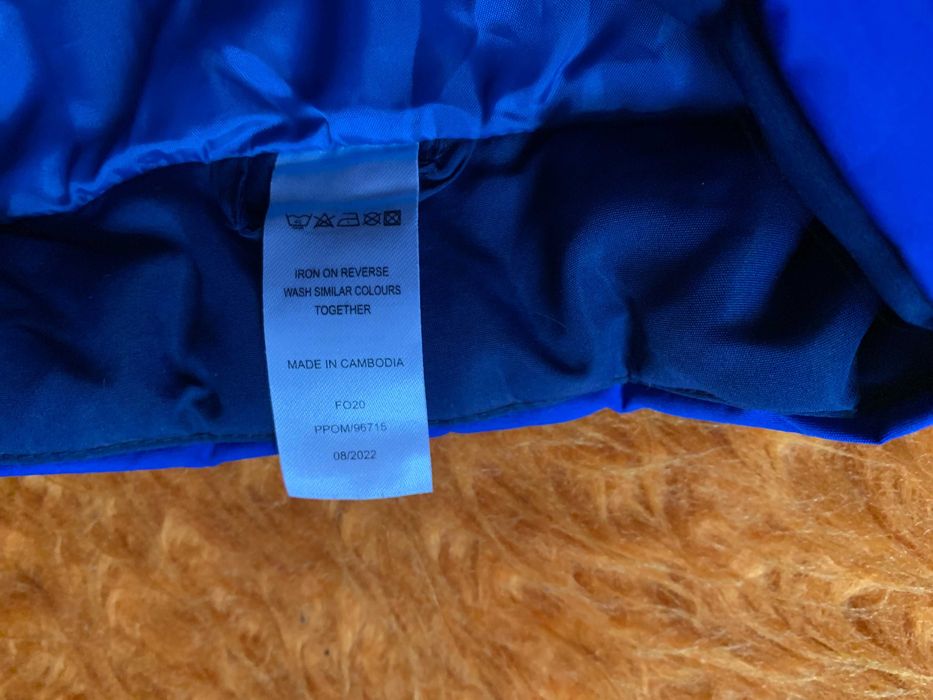 IRON ON REVERSE
WASH SIMILAR COLOURS
TOGETHER
MADE IN CAMBODIA
FO20
PPOM/96715
08/2022